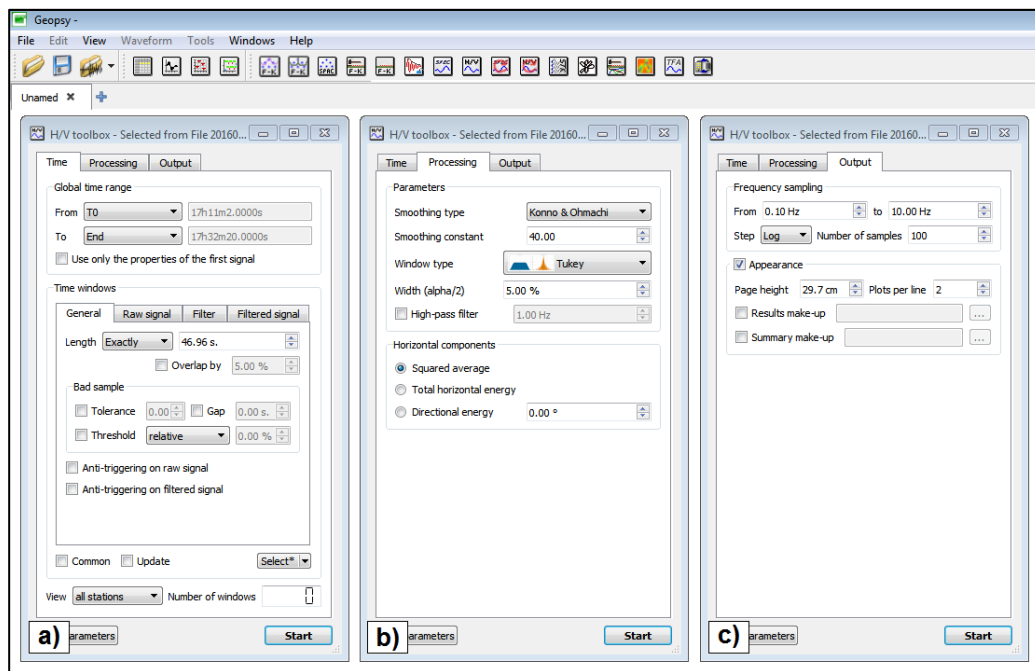 Geopsy -
File Edit View Waveform Tools Windows Help
F-K F-K SPAC F-K F-K SPAC H/V TFA
Unamed
H/V toolbox - Selected from File 20160...
Time Processing Output
Global time range
From T0 17h11m2.0000s
To End 17h32m20.0000s
Use only the properties of the first signal
Time windows
General Raw signal Filter Filtered signal
Length Exactly 46.96 s.
Overlap by 5.00 %
Bad sample
Tolerance 0.00 Gap 0.00 s.
Threshold relative 0.00 %
Anti-triggering on raw signal
Anti-triggering on filtered signal
Common Update Select*
View all stations Number of windows 0
a) arameters Start
H/V toolbox - Selected from File 20160...
Time Processing Output
Parameters
Smoothing type Konno & Ohmachi
Smoothing constant 40.00
Window type Tukey
Width (alpha/2) 5.00 %
High-pass filter 1.00 Hz
Horizontal components
Squared average
Total horizontal energy
Directional energy 0.00 °
b) arameters Start
H/V toolbox - Selected from File 20160...
Time Processing Output
Frequency sampling
From 0.10 Hz to 10.00 Hz
Step Log Number of samples 100
Appearance
Page height 29.7 cm Plots per line 2
Results make-up ...
Summary make-up ...
c) arameters Start